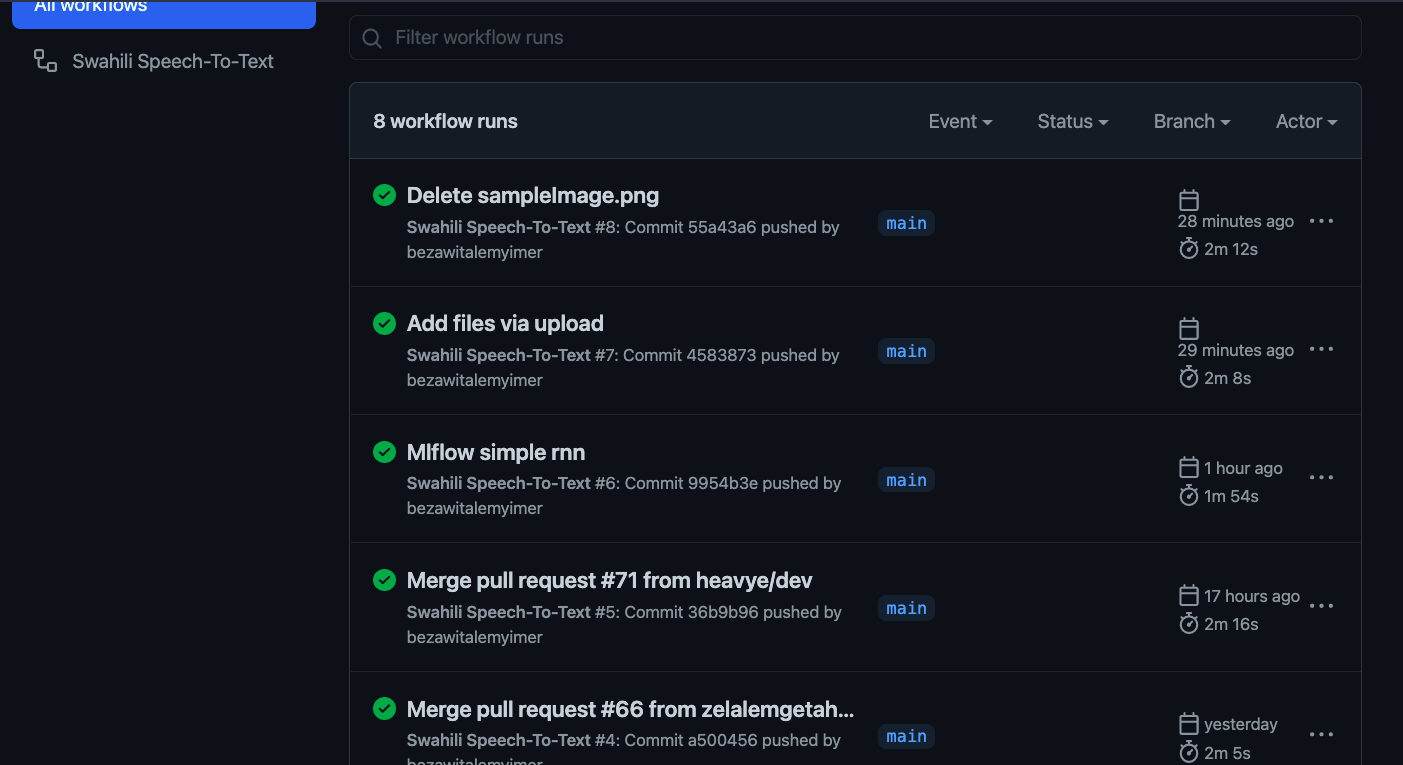 All workflows
Swahili Speech-To-Text
Filter workflow runs
8 workflow runs
Event
Status
Branch
Actor
Delete sampleImage.png
Swahili Speech-To-Text #8: Commit 55a43a6 pushed by
bezawitalemyimer
main
28 minutes ago
2m 12s
Add files via upload
Swahili Speech-To-Text #7: Commit 4583873 pushed by
bezawitalemyimer
main
29 minutes ago
2m 8s
Mlflow simple rnn
Swahili Speech-To-Text #6: Commit 9954b3e pushed by
bezawitalemyimer
main
1 hour ago
1m 54s
Merge pull request #71 from heavye/dev
Swahili Speech-To-Text #5: Commit 36b9b96 pushed by
bezawitalemyimer
main
17 hours ago
2m 16s
Merge pull request #66 from zelalemgetah...
Swahili Speech-To-Text #4: Commit a500456 pushed by
bezawitalemyimer
main
yesterday
2m 5s